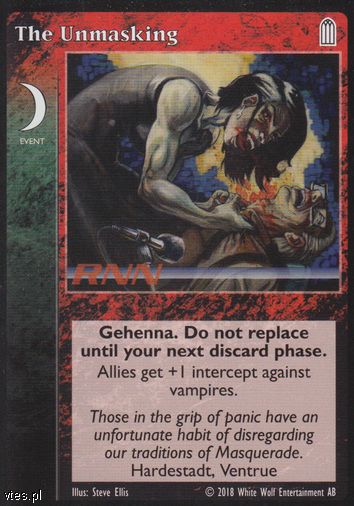 The Unmasking
EVENT
RNN
Gehenna. Do not replace
until your next discard phase.
Allies get +1 intercept against
vampires.
Those in the grip of panic have an
unfortunate habit of disregarding
our traditions of Masquerade.
Hardestadt, Ventrue
vtes.pl
Illus: Steve Ellis
© 2018 White Wolf Entertainment AB